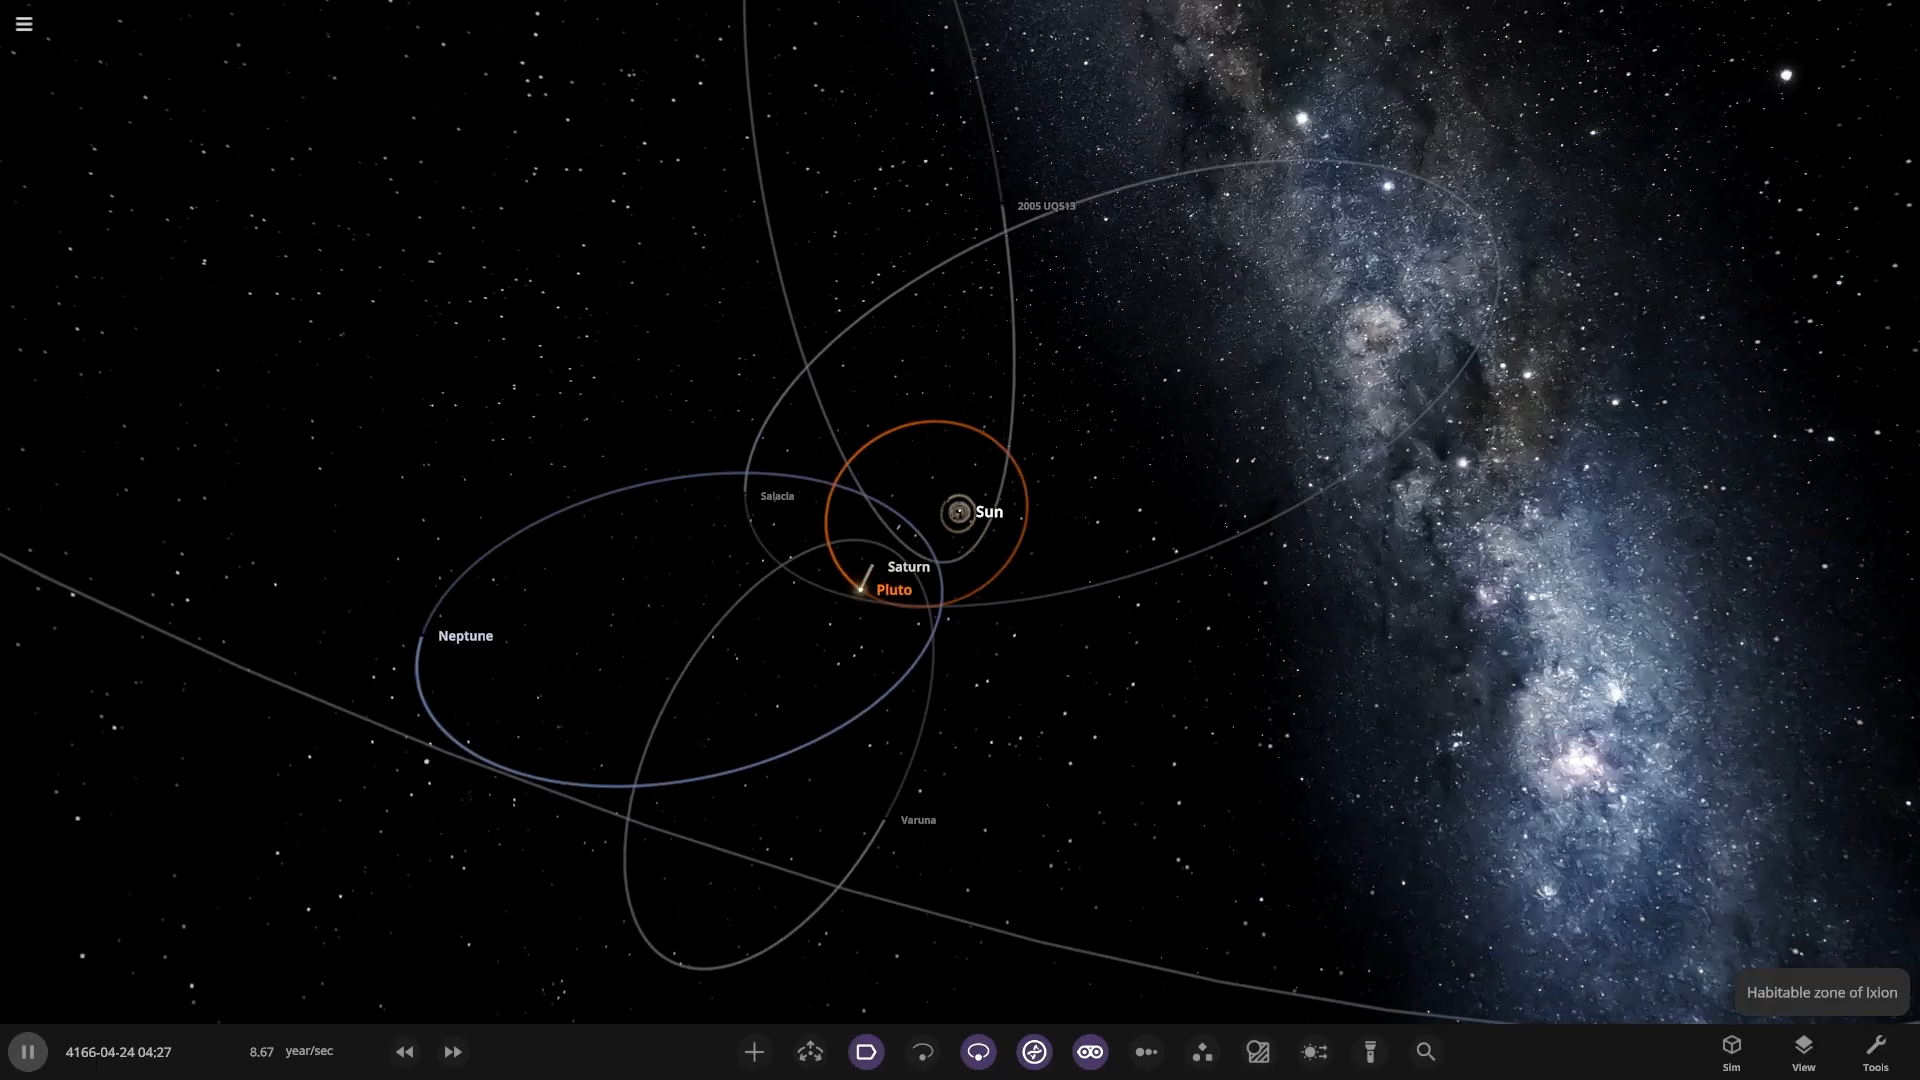 2005 UQ513
Salacia
Sun
Saturn
Pluto
Neptune
Varuna
Habitable zone of Ixion
4166-04-24 04:27
8.67 year/sec
Sim
View
Tools